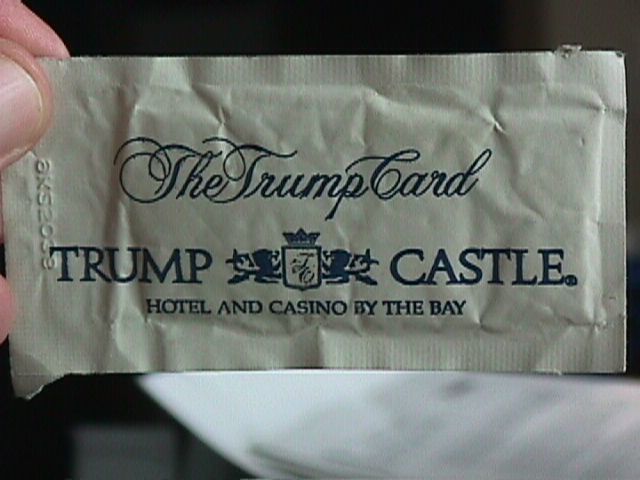 The Trump Card
TRUMP CASTLE®
HOTEL AND CASINO BY THE BAY